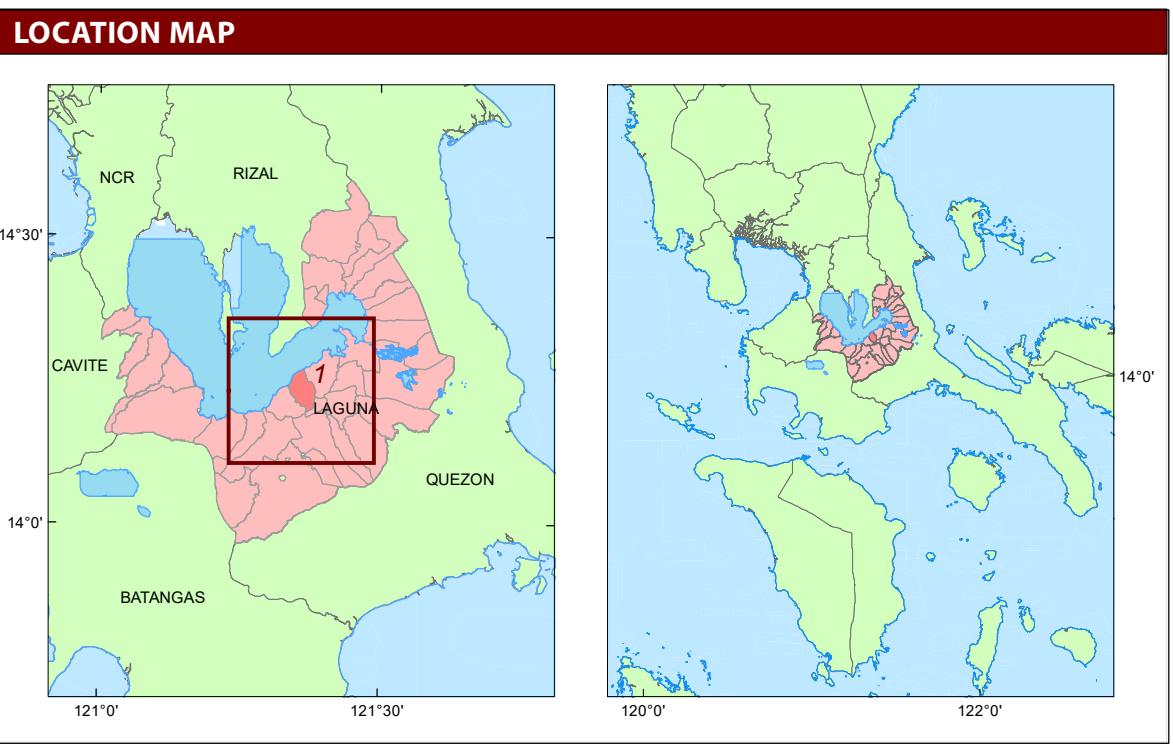 LOCATION MAP
NCR
RIZAL
14°30'
CAVITE
1
LAGUNA
14°0'
QUEZON
14°0'
BATANGAS
121°0'
121°30'
120°0'
122°0'